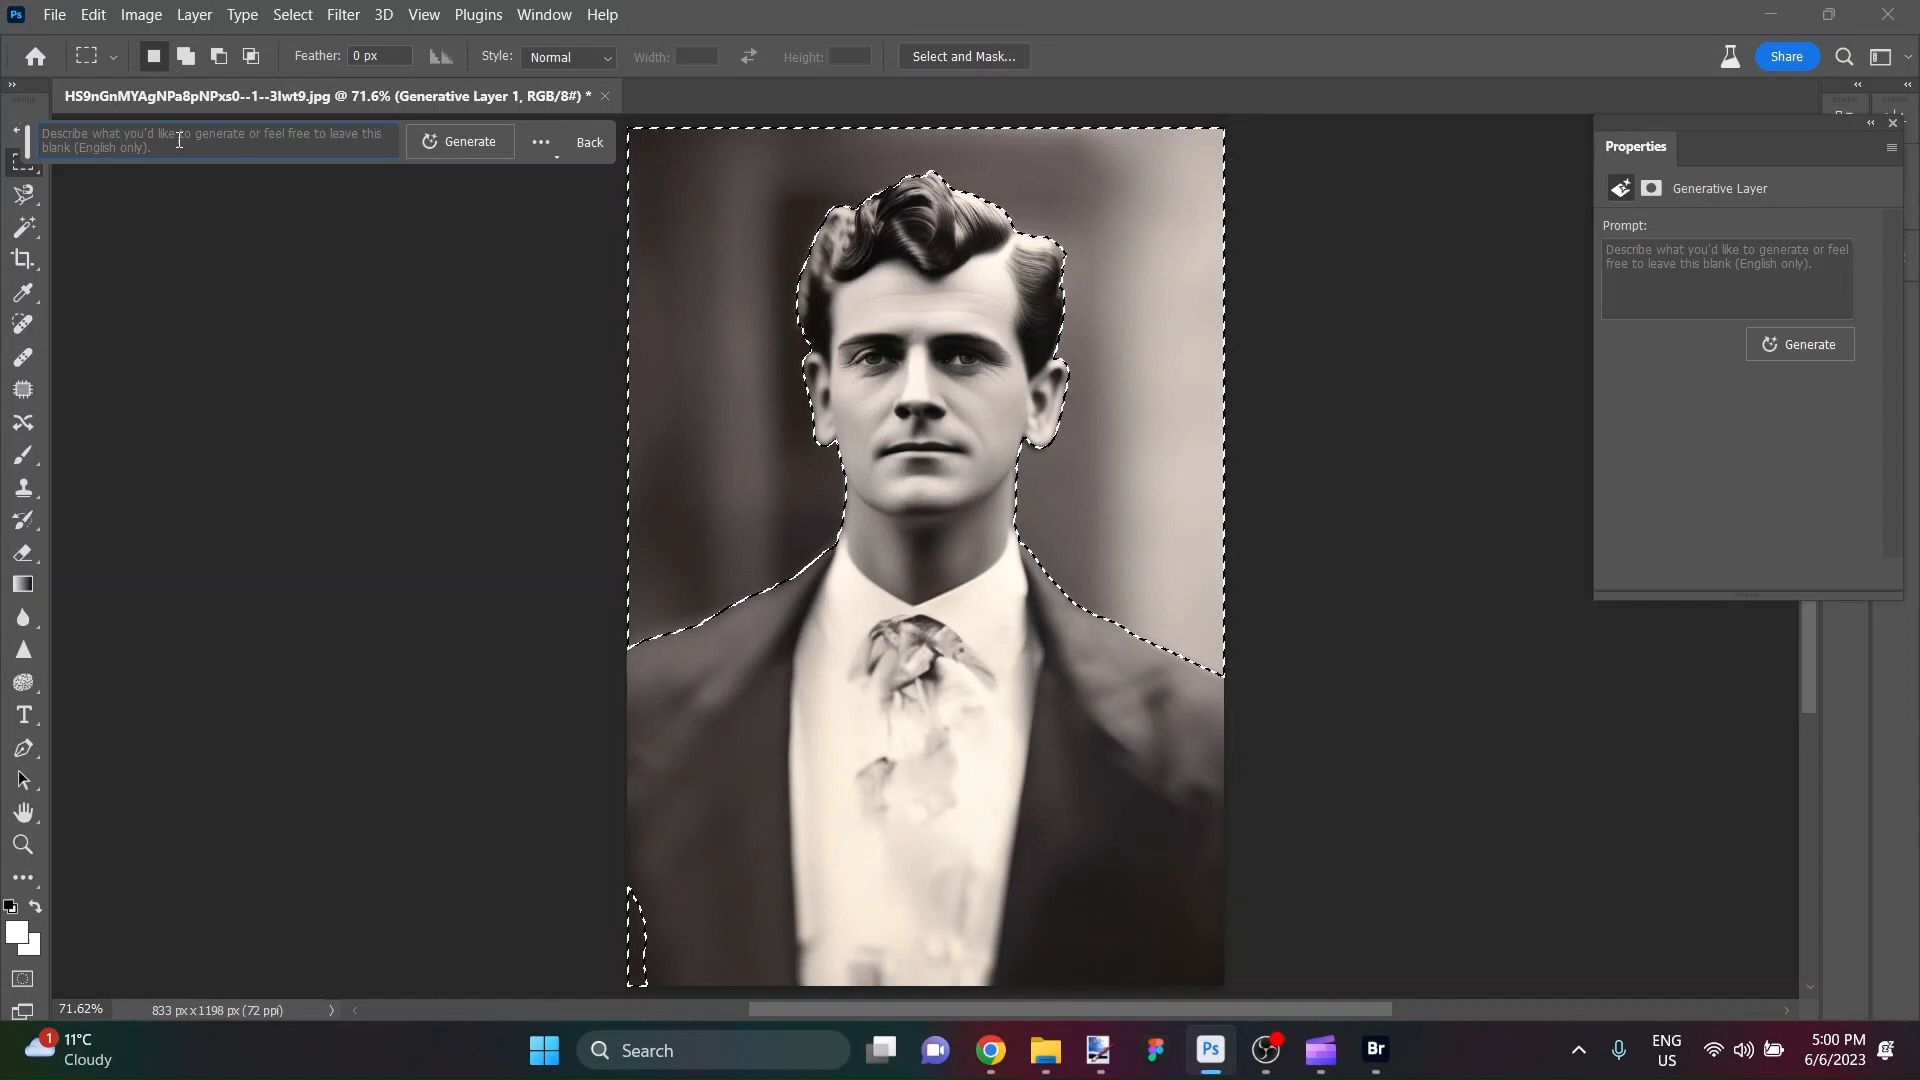 Ps File Edit Image Layer Type Select Filter 3D View Plugins Window Help
Feather: 0 px Style: Normal Width: Height: Select and Mask... Share
HS9nGnMYAgNPa8pNPxs0--1--3lwt9.jpg @ 71.6% (Generative Layer 1, RGB/8#) *
Describe what you'd like to generate or feel free to leave this
blank (English only).
Generate
Back
Properties
Generative Layer
Prompt:
Describe what you'd like to generate or feel
free to leave this blank (English only).
Generate
71.62% 833 px x 1198 px (72 ppi)
1
11°C
Cloudy
Search
Ps
Br
ENG
US
5:00 PM
6/6/2023